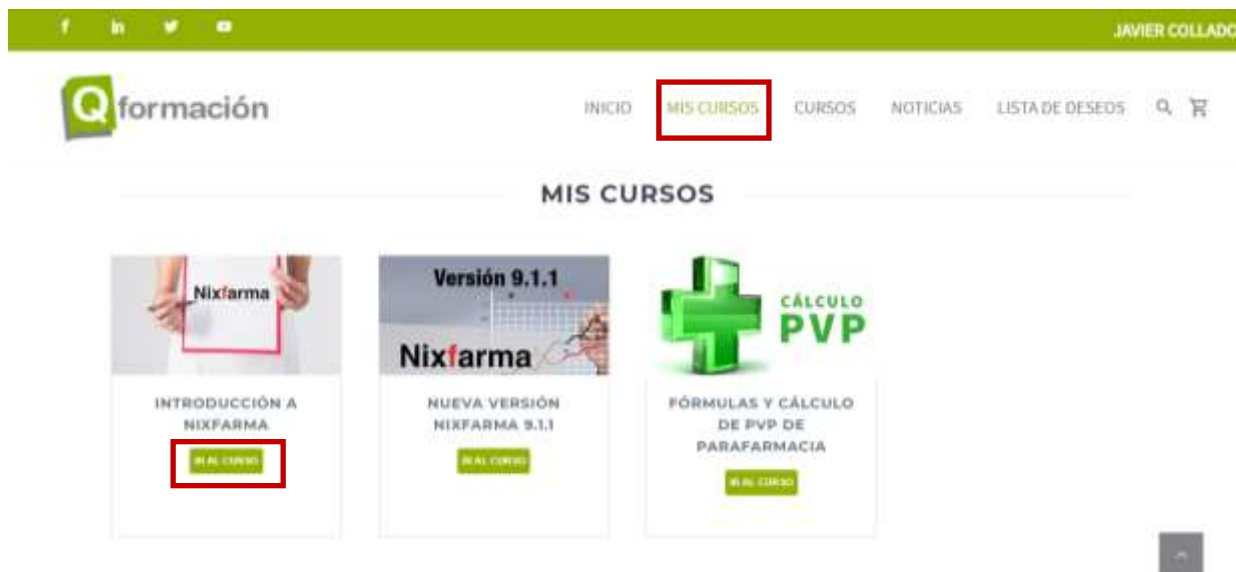 f in
JAVIER COLLADO
Q formación
INICIO MIS CURSOS CURSOS NOTICIAS LISTA DE DESEOS
MIS CURSOS
Nixfarma
Versión 9.1.1
Nixfarma
CÁLCULO
PVP
INTRODUCCIÓN A
NIXFARMA
IR AL CURSO
NUEVA VERSIÓN
NIXFARMA 9.1.1
IR AL CURSO
FÓRMULAS Y CÁLCULO
DE PVP DE
PARAFARMACIA
IR AL CURSO